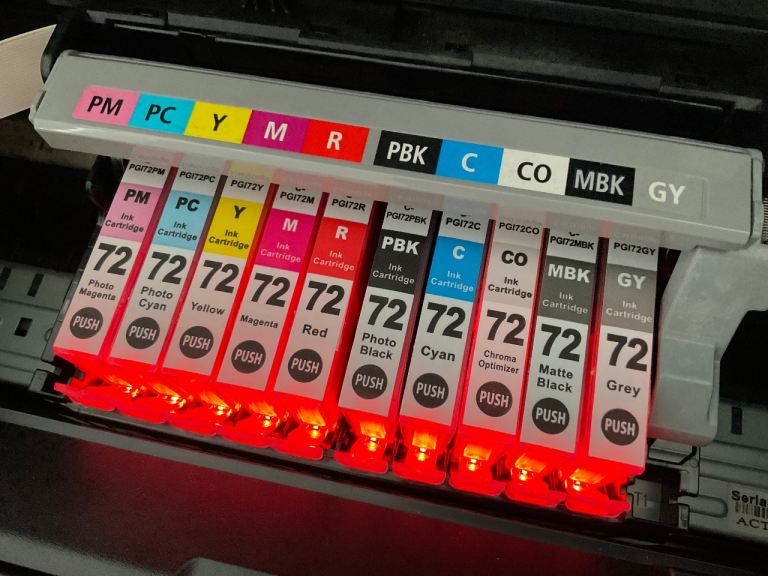 PM PC Y M R PBK C CO MBK GY
PGI72PM
PM
Ink
Cartridge
72
Photo
Magenta
PUSH
PGI72PC
PC
Ink
Cartridge
72
Photo
Cyan
PUSH
PGI72Y
Y
Ink
Cartridge
72
Yellow
PUSH
PGI72M
M
Ink
Cartridge
72
Magenta
PUSH
PGI72R
R
Ink
Cartridge
72
Red
PUSH
PGI72PBK
PBK
Ink
Cartridge
72
Photo
Black
PUSH
PGI72C
C
Ink
Cartridge
72
Cyan
PUSH
PGI72CO
CO
Ink
Cartridge
72
Chroma
Optimizer
PUSH
PGI72MBK
MBK
Ink
Cartridge
72
Matte
Black
PUSH
PGI72GY
GY
Ink
Cartridge
72
Grey
PUSH
T1
Seria
ACT